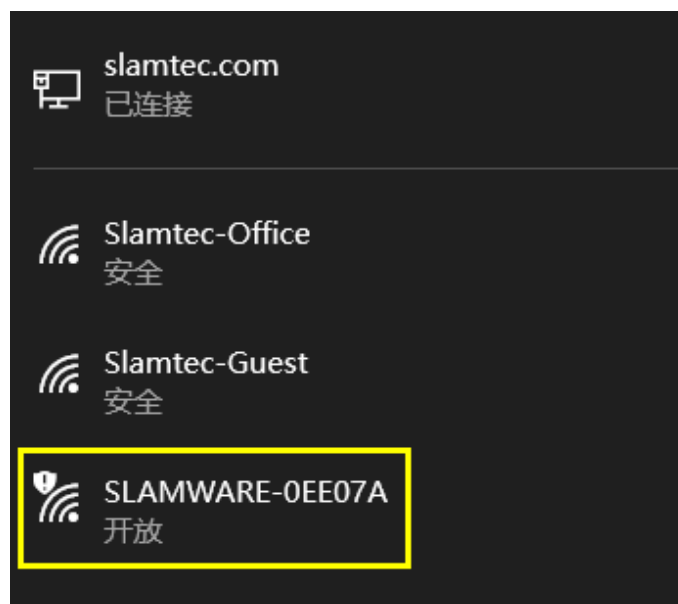 slamtec.com
已连接
Slamtec-Office
安全
Slamtec-Guest
安全
SLAMWARE-0EE07A
开放